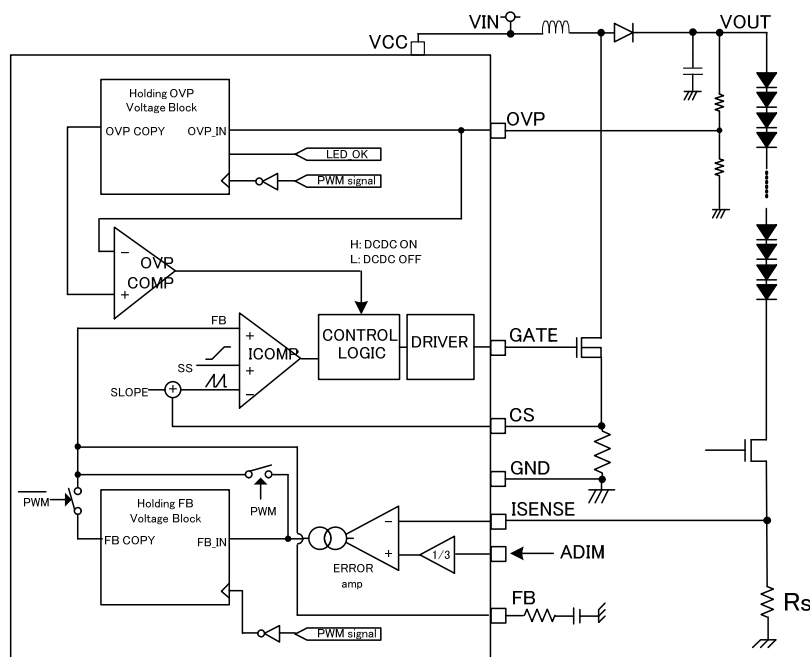 VIN
VOUT
VCC
Holding OVP
Voltage Block
OVP COPY
OVP_IN
OVP
LED_OK
PWM signal
H: DCDC ON
L: DCDC OFF
−
OVP
COMP
+
FB
+
ICOMP
SS
+
SLOPE
+
−
CONTROL
LOGIC
DRIVER
GATE
CS
GND
PWM
PWM
Holding FB
Voltage Block
FB COPY
FB_IN
−
+
ERROR
amp
1/3
ISENSE
ADIM
FB
Rs
PWM signal